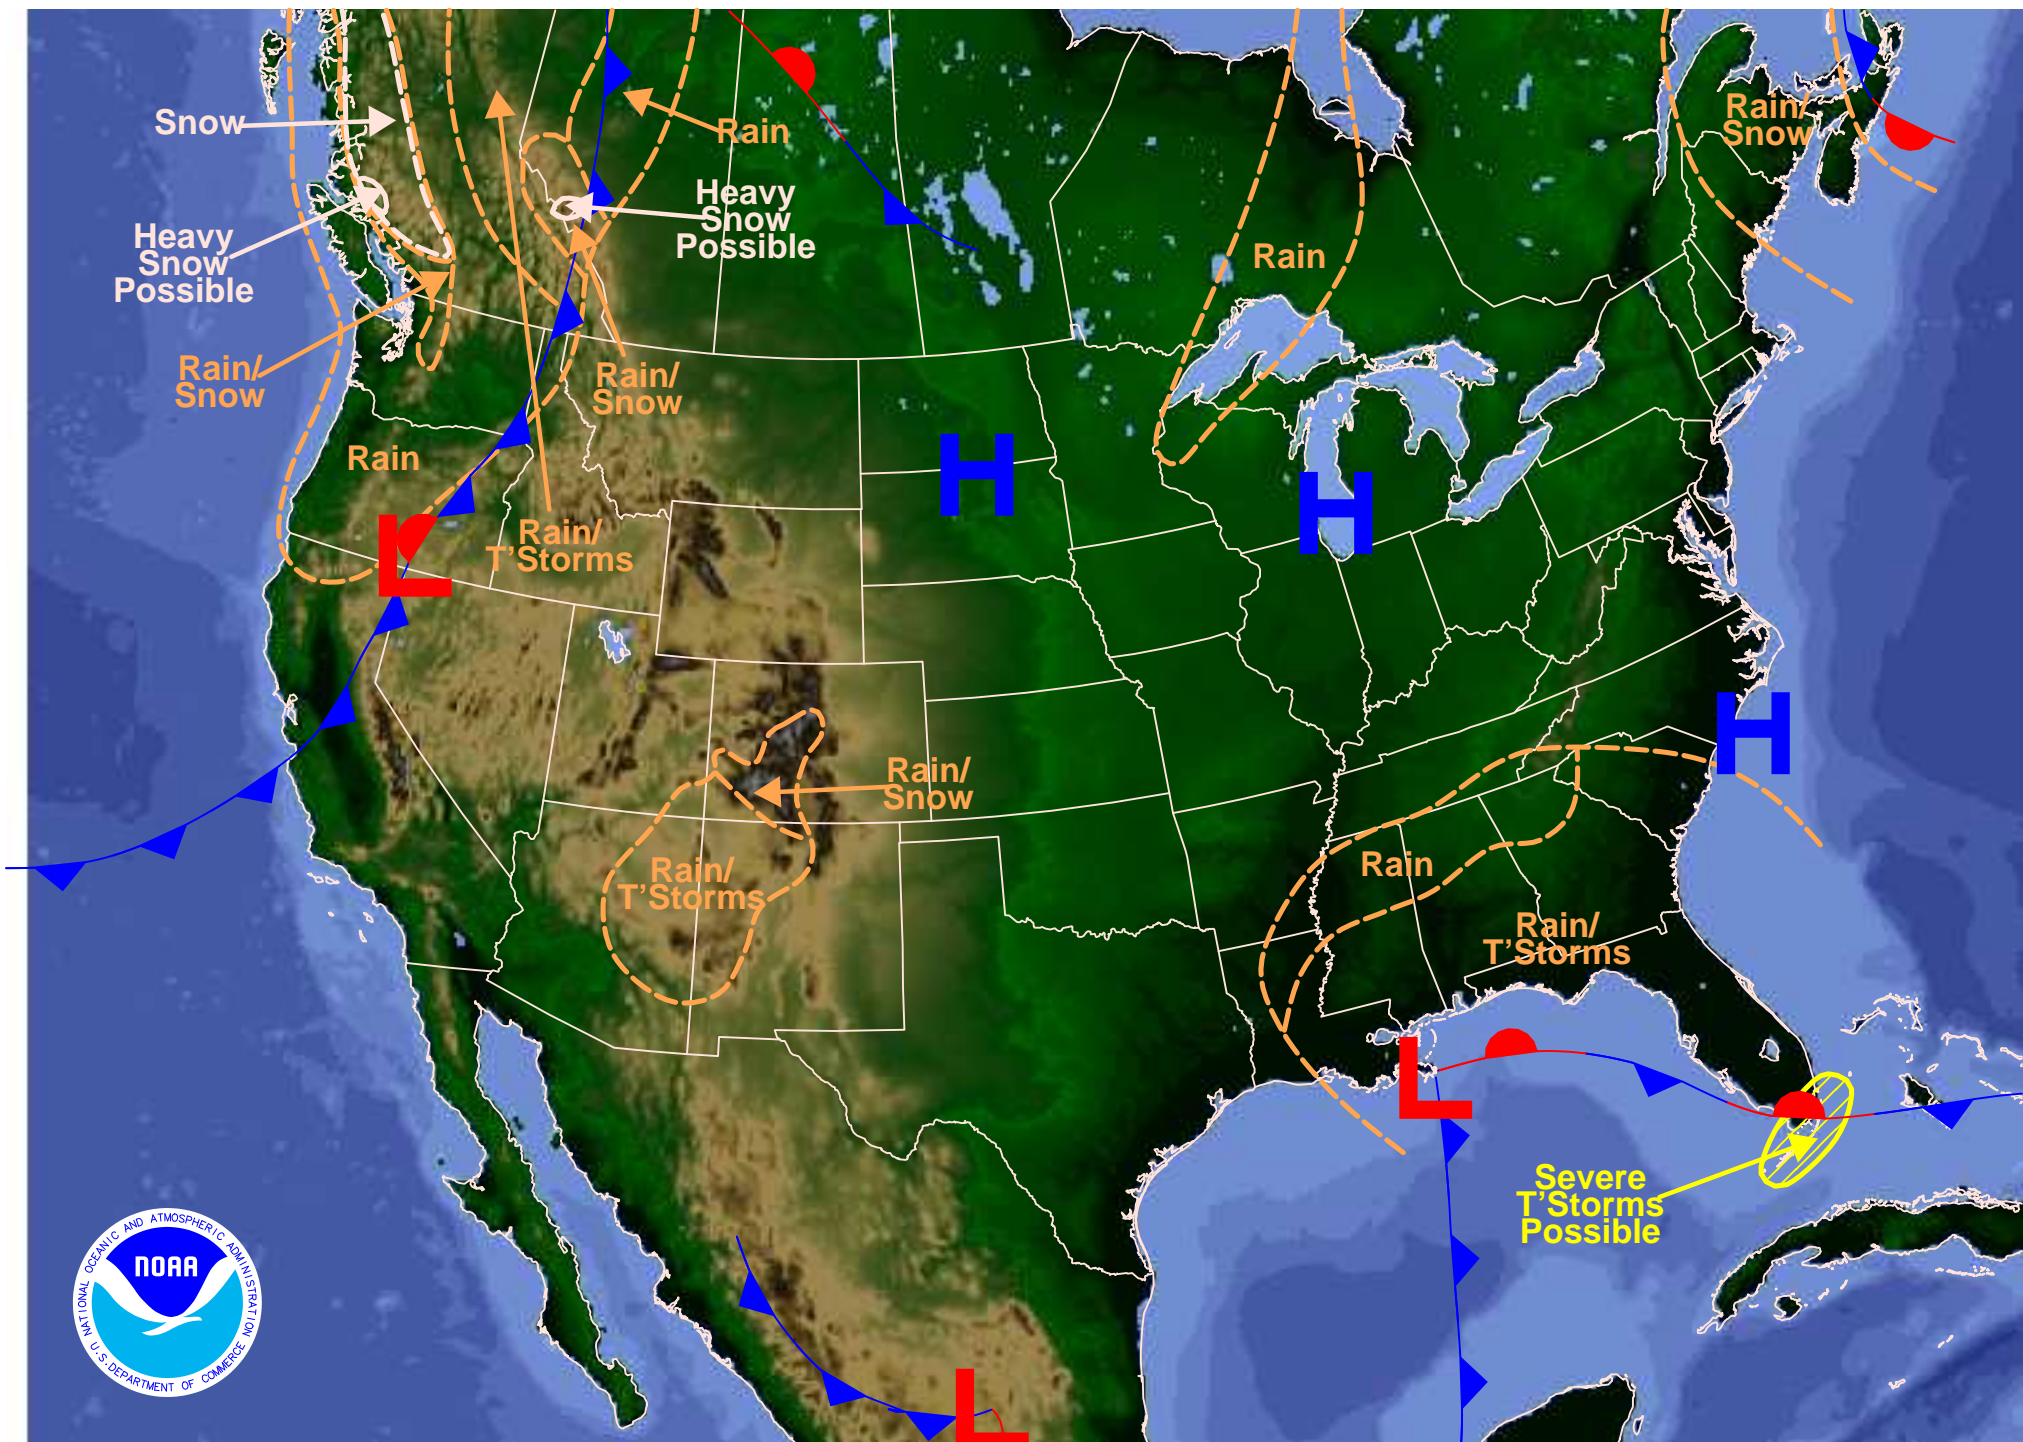 Snow
Rain
Rain/
Snow
Heavy
Snow
Possible
Heavy
Snow
Possible
Rain
Rain/
Snow
Rain/
Snow
Rain
H
H
L
Rain/
T'Storms
H
Rain/
Snow
Rain/
T'Storms
Rain
Rain/
T'Storms
L
Severe
T'Storms
Possible
L
NATIONAL OCEANIC AND ATMOSPHERIC ADMINISTRATION
NOAA
U.S. DEPARTMENT OF COMMERCE